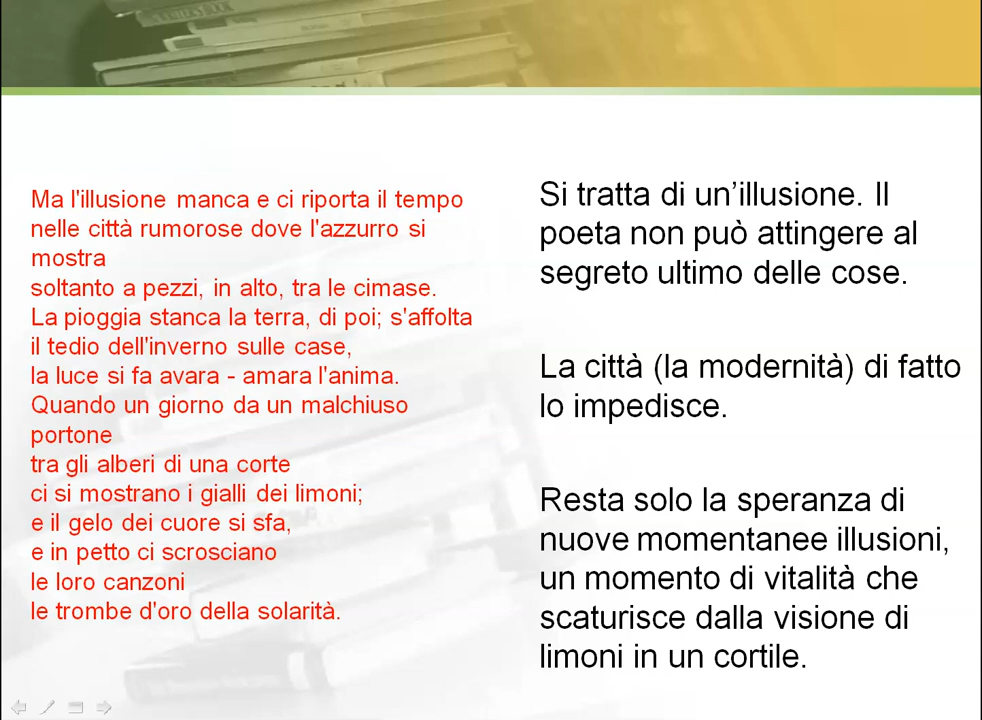 Ma l'illusione manca e ci riporta il tempo
nelle città rumorose dove l'azzurro si
mostra
soltanto a pezzi, in alto, tra le cimase.
La pioggia stanca la terra, di poi; s'affolta
il tedio dell'inverno sulle case,
la luce si fa avara - amara l'anima.
Quando un giorno da un malchiuso
portone
tra gli alberi di una corte
ci si mostrano i gialli dei limoni;
e il gelo dei cuore si sfa,
e in petto ci scrosciano
le loro canzoni
le trombe d'oro della solarità.
Si tratta di un’illusione. Il
poeta non può attingere al
segreto ultimo delle cose.
La città (la modernità) di fatto
lo impedisce.
Resta solo la speranza di
nuove momentanee illusioni,
un momento di vitalità che
scaturisce dalla visione di
limoni in un cortile.